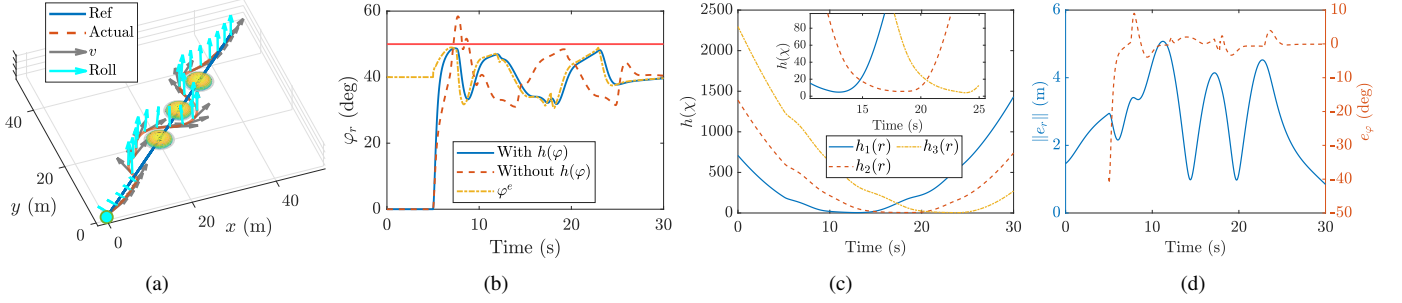 Ref
Actual
v
Roll
40
20
0
y (m)
0
20
40
x (m)
(a)
60
40
20
0
φr (deg)
With h(φ)
Without h(φ)
φ^e
0 10 20 30
Time (s)
(b)
2500
2000
1500
1000
500
0
h(χ)
80
60
40
20
0
h(χ)
15 20 25
Time (s)
h1(r) h3(r)
h2(r)
0 10 20 30
Time (s)
(c)
6
4
2
0
||er|| (m)
10
0
-10
-20
-30
-40
-50
eφ (deg)
0 10 20 30
Time (s)
(d)